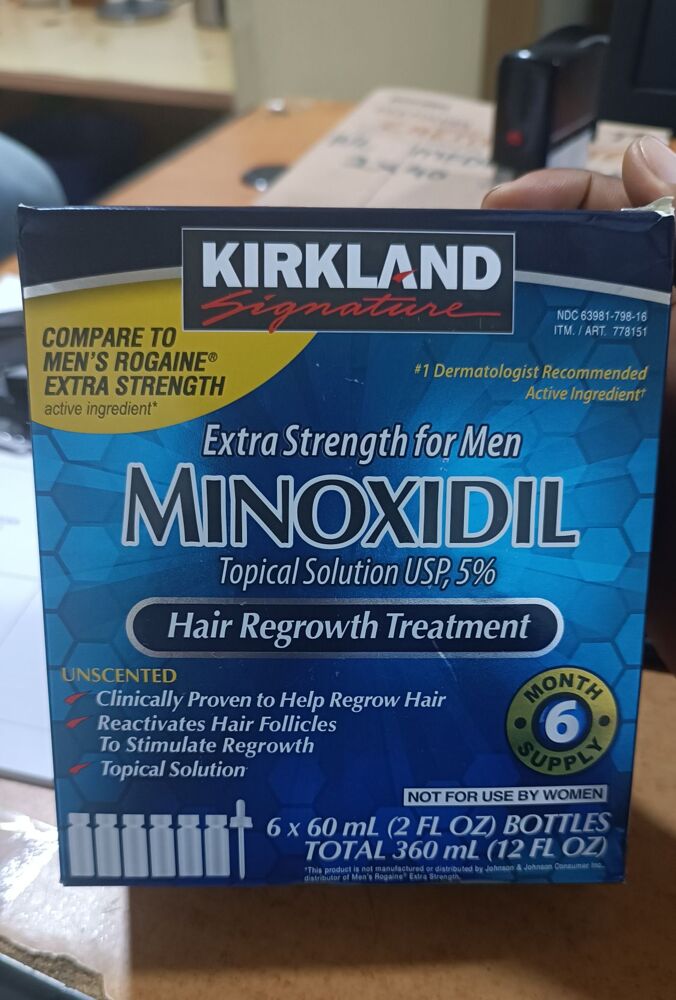 KIRKLAND
Signature
NDC 63981-798-16
ITM. / ART. 778151
COMPARE TO
MEN'S ROGAINE®
EXTRA STRENGTH
active ingredient*
#1 Dermatologist Recommended
Active Ingredient†
Extra Strength for Men
MINOXIDIL
Topical Solution USP, 5%
Hair Regrowth Treatment
UNSCENTED
Clinically Proven to Help Regrow Hair
Reactivates Hair Follicles
To Stimulate Regrowth
Topical Solution
MONTH
6
SUPPLY
NOT FOR USE BY WOMEN
6 x 60 mL (2 FL OZ) BOTTLES
TOTAL 360 mL (12 FL OZ)
*This product is not manufactured or distributed by Johnson & Johnson Consumer Inc.,
distributor of Men's Rogaine® Extra Strength.